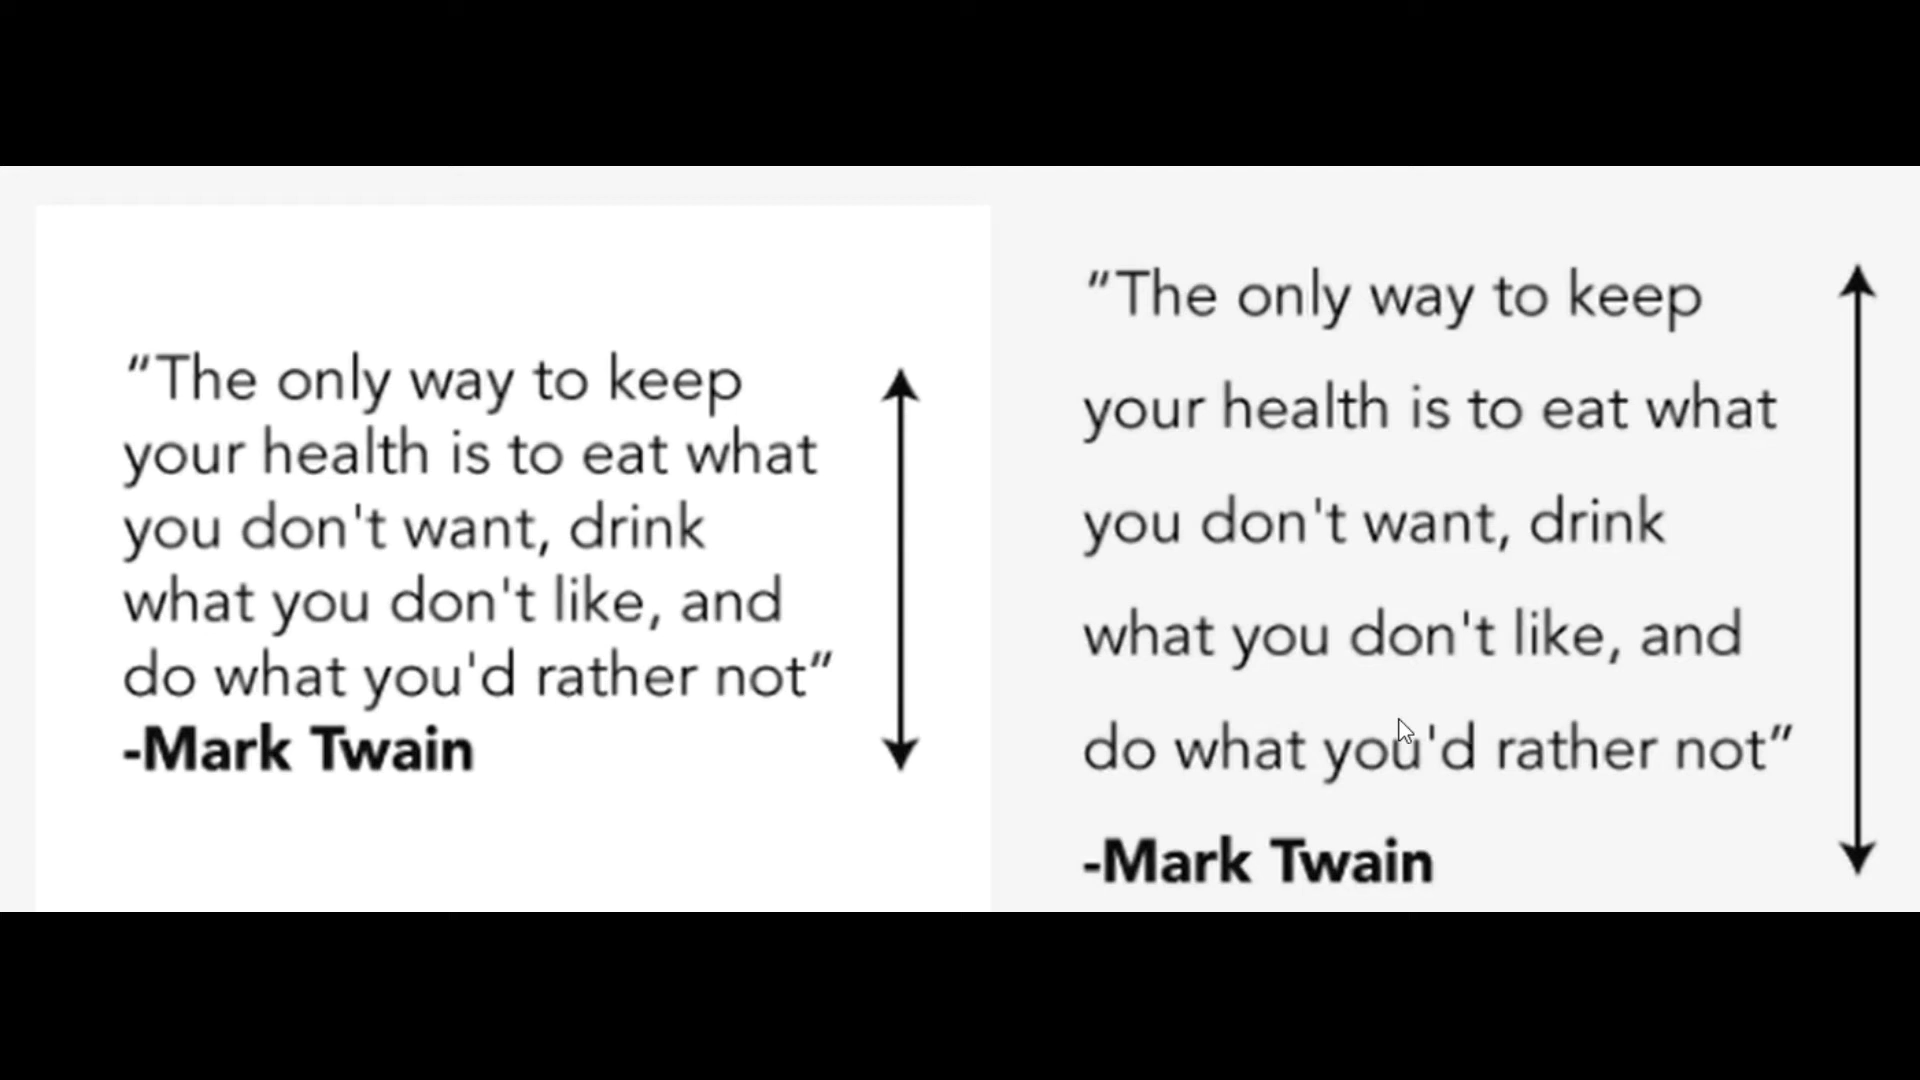 “The only way to keep
your health is to eat what
you don't want, drink
what you don't like, and
do what you'd rather not”
-Mark Twain
“The only way to keep
your health is to eat what
you don't want, drink
what you don't like, and
do what you'd rather not”
-Mark Twain